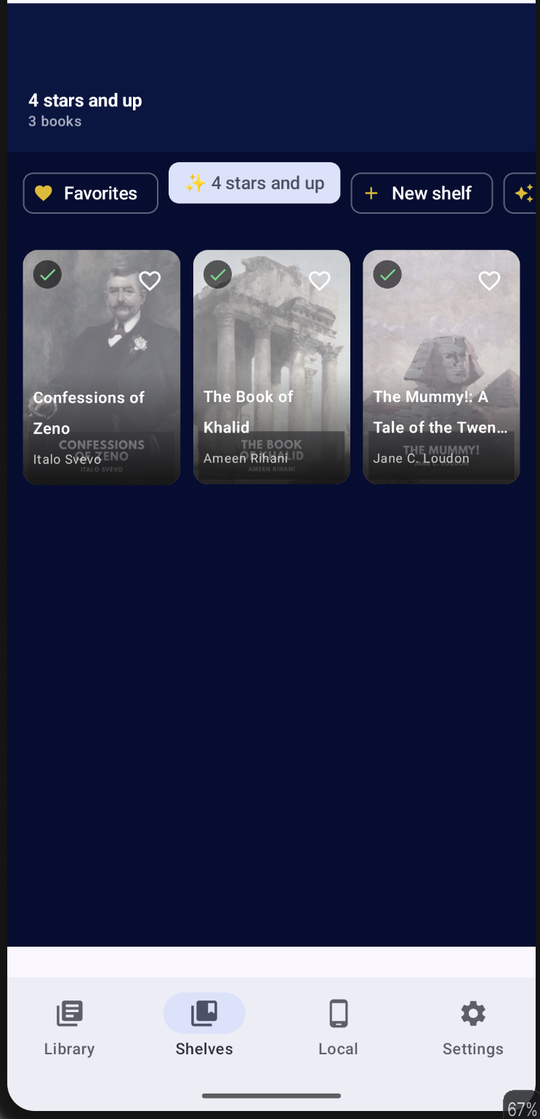 4 stars and up
3 books
Favorites
✨ 4 stars and up
New shelf
Confessions of
Zeno
Italo Svevo
CONFESSIONS
OF ZENO
ITALO SVEVO
The Book of
Khalid
Ameen Rihani
THE BOOK
OF KHALID
AMEEN RIHANI
The Mummy!: A
Tale of the Twen…
Jane C. Loudon
THE MUMMY!
Library
Shelves
Local
Settings
67%